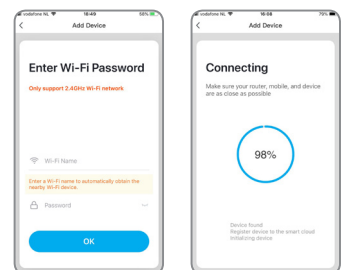 vodafone NL 16:49 58%
Add Device
Enter Wi-Fi Password
Only support 2.4GHz Wi-Fi network
Wi-Fi Name
Enter a Wi-Fi name to automatically obtain the
nearby Wi-Fi device.
Password
OK
vodafone NL 16:08 75%
Add Device
Connecting
Make sure your router, mobile, and device
are as close as possible
98%
Device found
Register device to the smart cloud
Initializing device